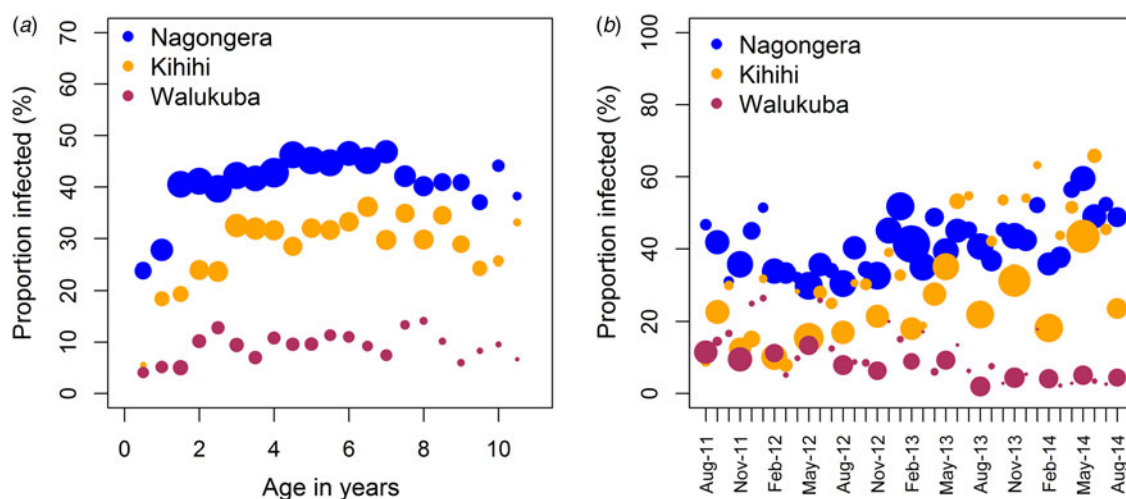 (a)
70
60
50
40
30
20
10
0
Proportion infected (%)
Nagongera
Kihihi
Walukuba
0 2 4 6 8 10
Age in years
(b)
100
80
60
40
20
0
Proportion infected (%)
Nagongera
Kihihi
Walukuba
Aug-11 Nov-11 Feb-12 May-12 Aug-12 Nov-12 Feb-13 May-13 Aug-13 Nov-13 Feb-14 May-14 Aug-14